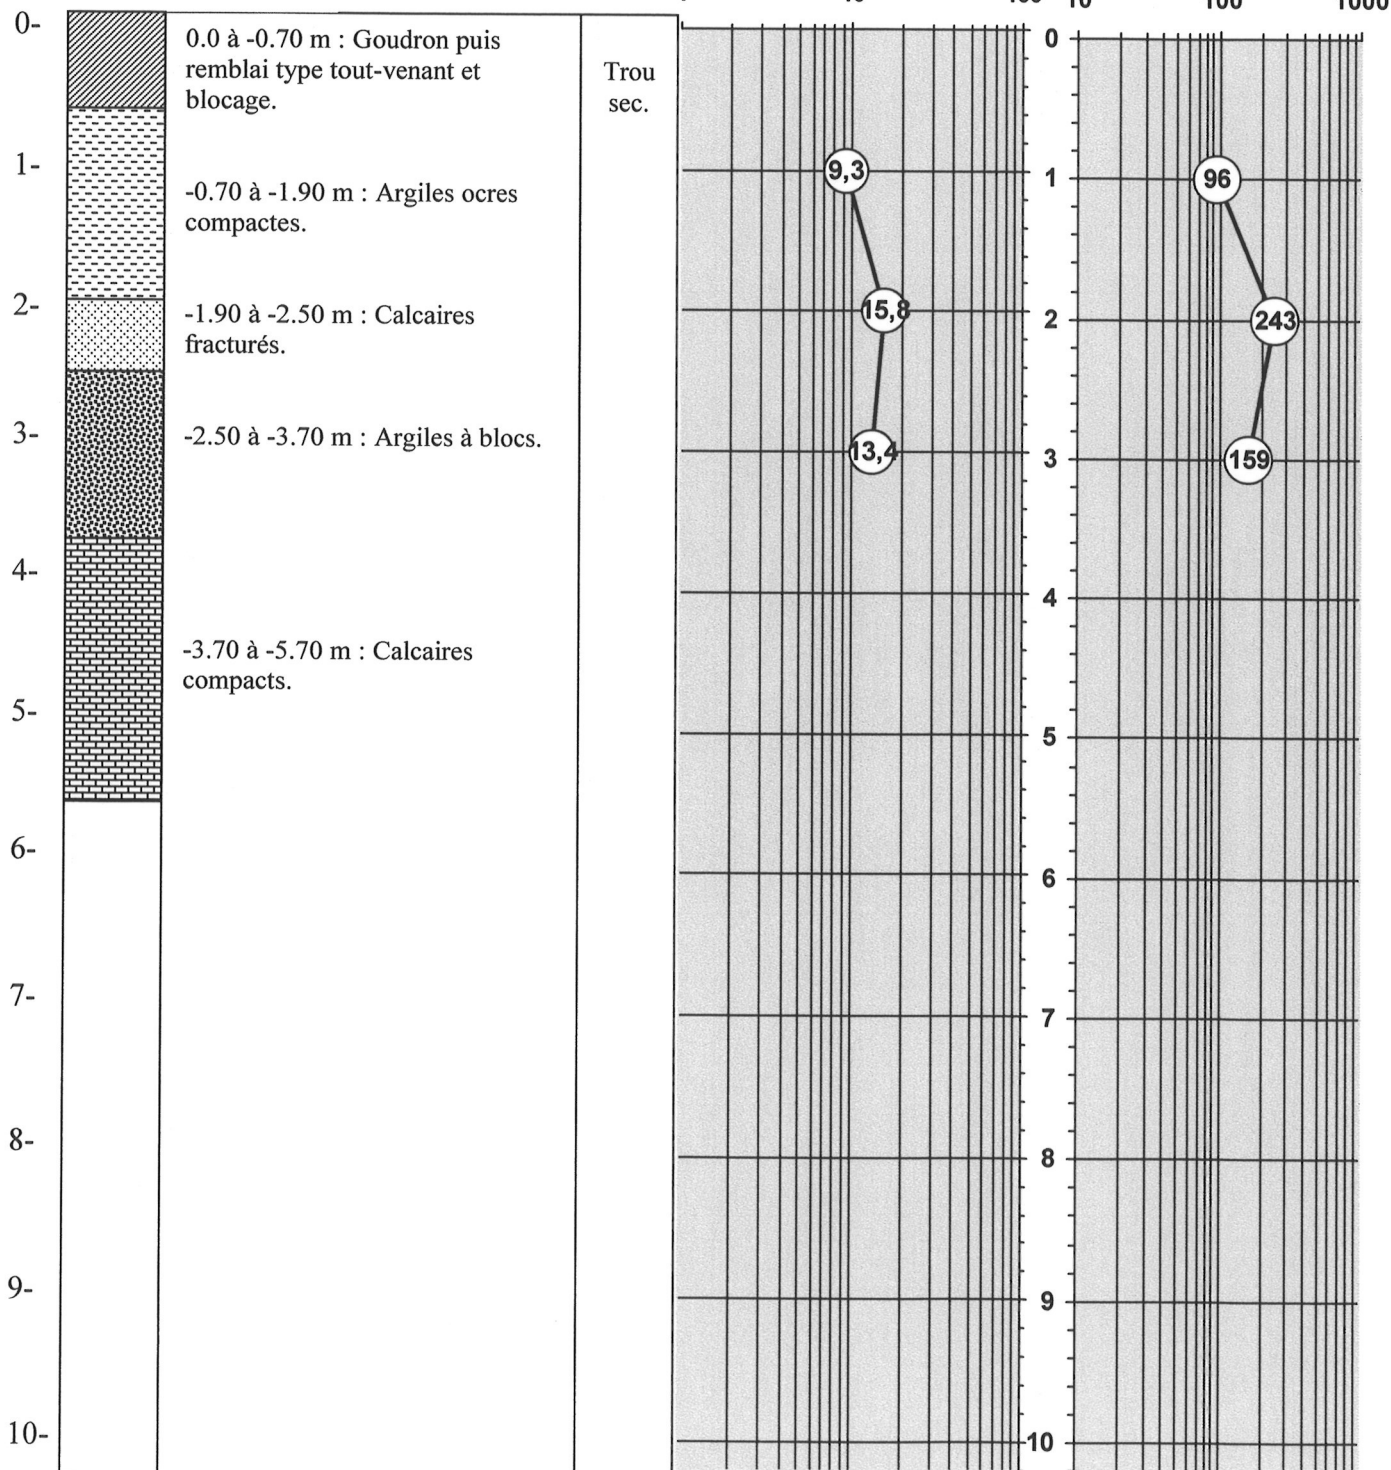 10
100
10
100
1000
0-
0.0 à -0.70 m : Goudron puis
remblai type tout-venant et
blocage.
Trou
sec.
0
1-
-0.70 à -1.90 m : Argiles ocres
compactes.
9,3
1
96
2-
-1.90 à -2.50 m : Calcaires
fracturés.
15,8
2
243
3-
-2.50 à -3.70 m : Argiles à blocs.
13,4
3
159
4-
4
-3.70 à -5.70 m : Calcaires
compacts.
5-
5
6-
6
7-
7
8-
8
9-
9
10-
10